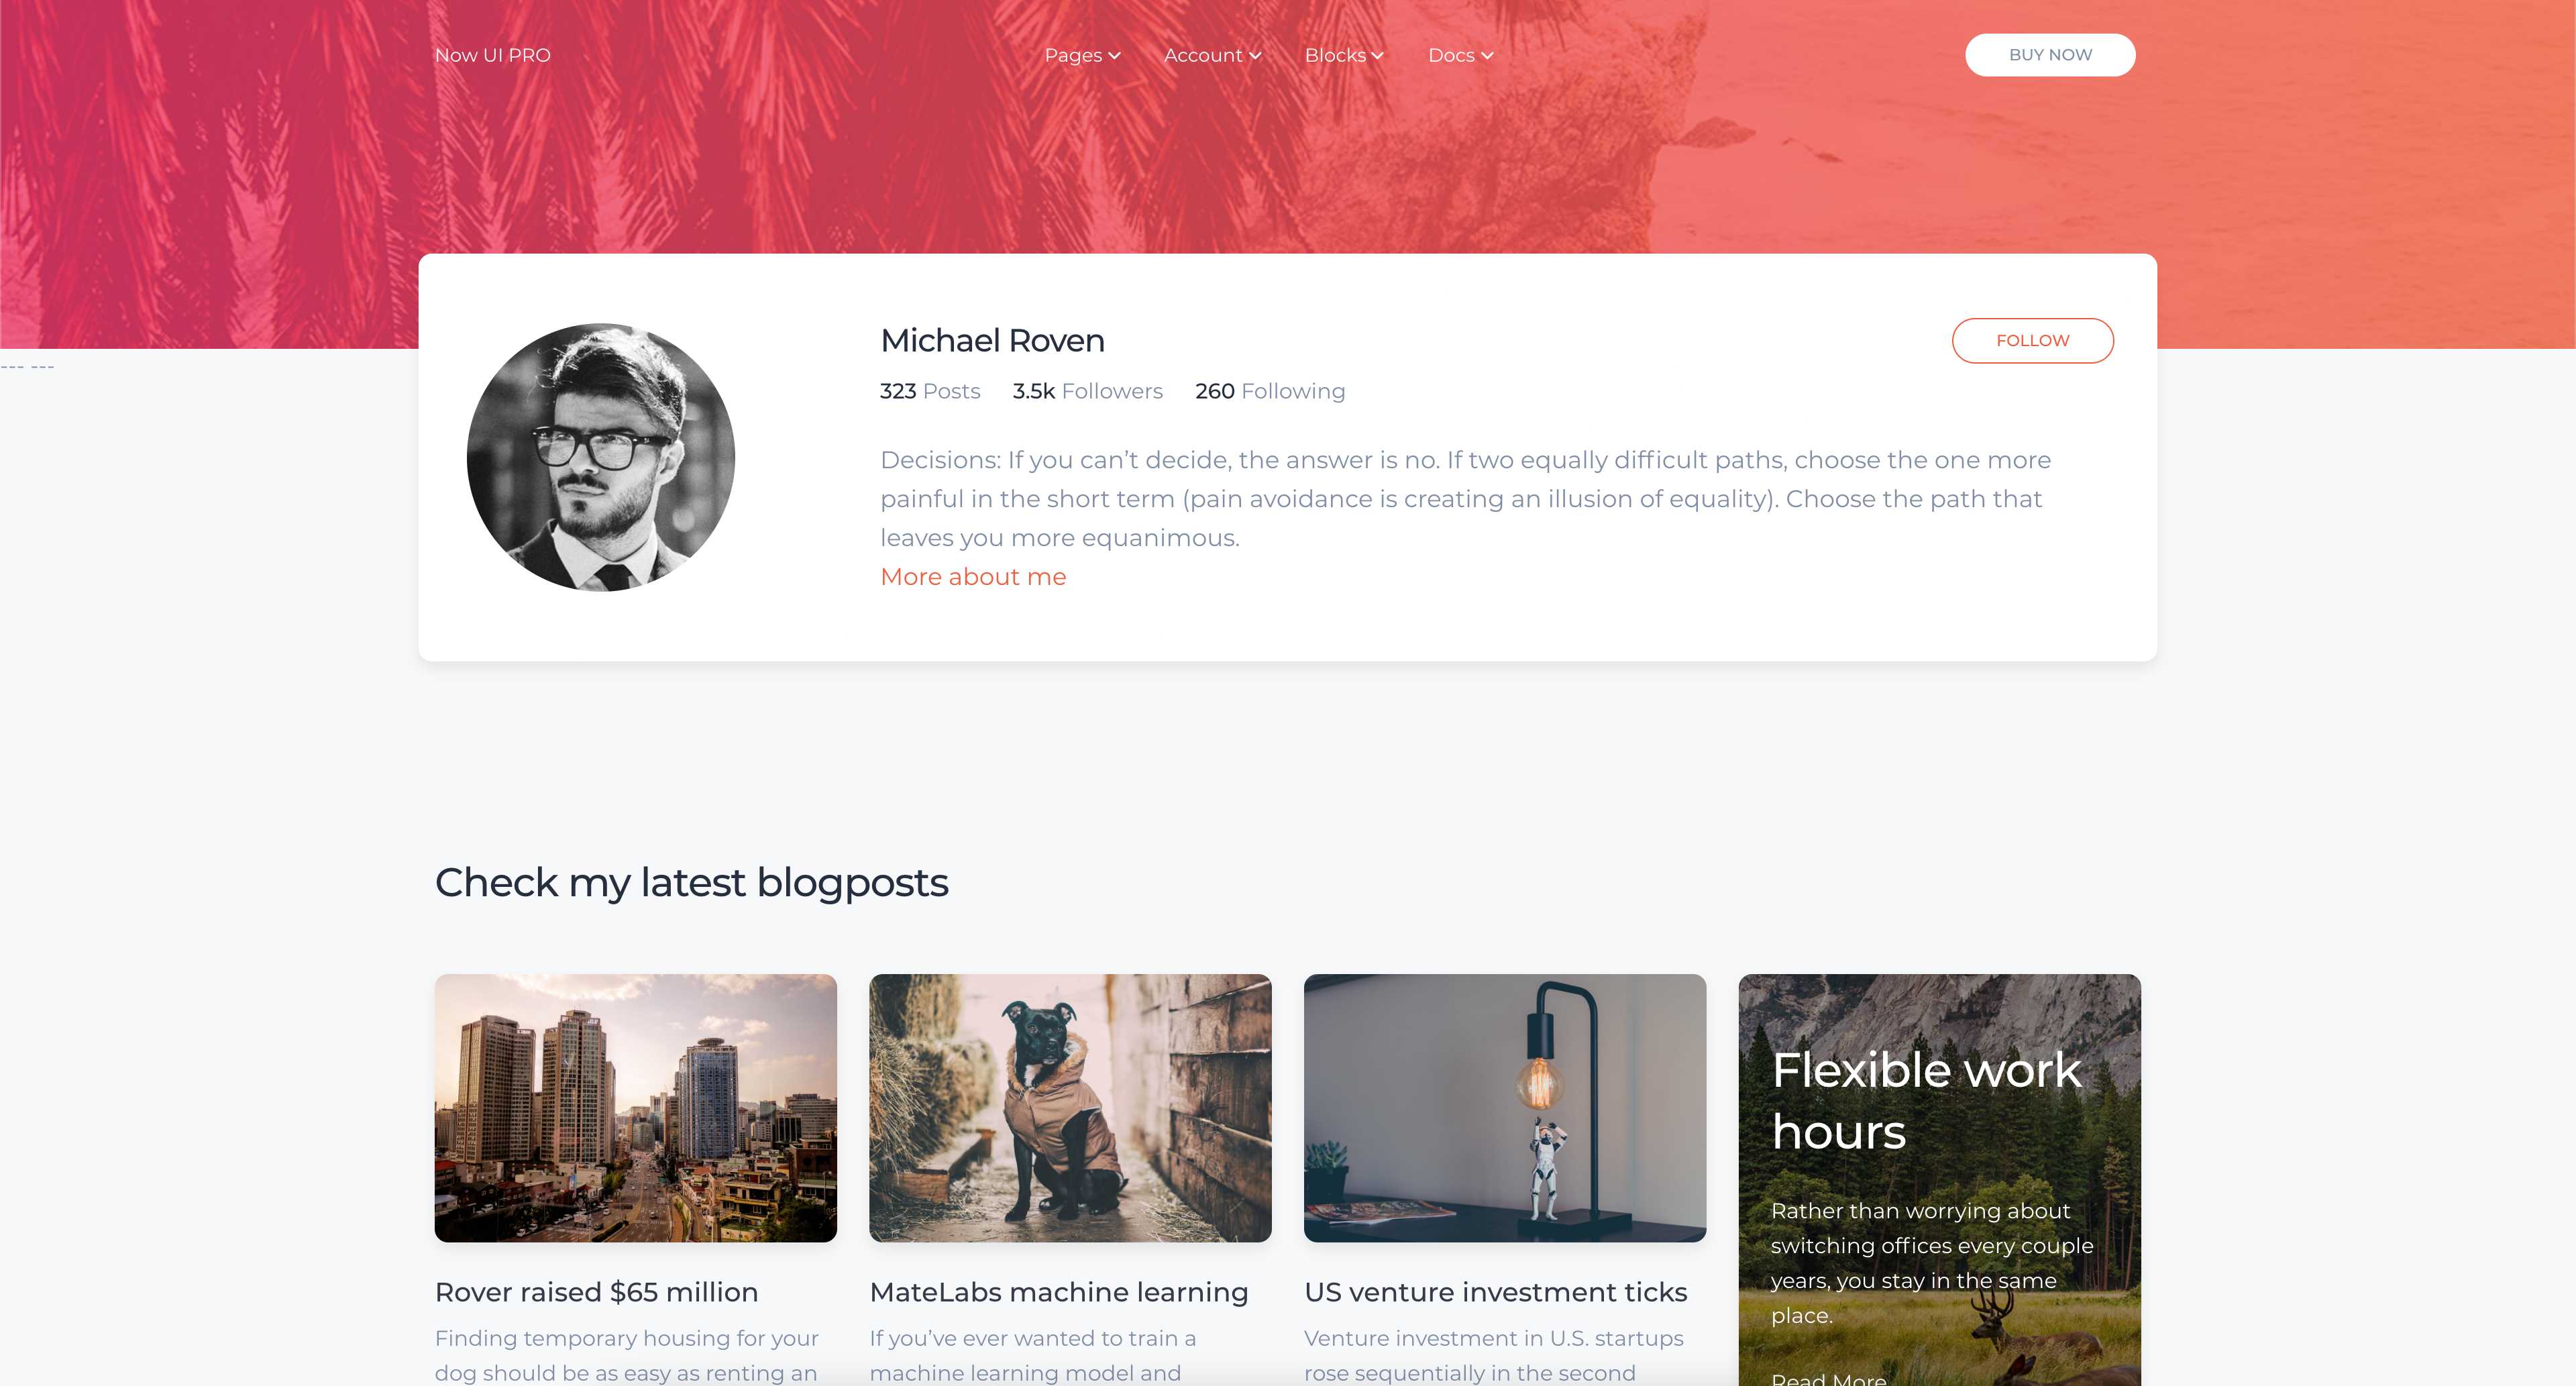 Now UI PRO
Pages
Account
Blocks
Docs
BUY NOW
--- ---
Michael Roven
FOLLOW
323 Posts 3.5k Followers 260 Following
Decisions: If you can’t decide, the answer is no. If two equally difficult paths, choose the one more
painful in the short term (pain avoidance is creating an illusion of equality). Choose the path that
leaves you more equanimous.
More about me
Check my latest blogposts
Rover raised $65 million
Finding temporary housing for your
dog should be as easy as renting an
MateLabs machine learning
If you’ve ever wanted to train a
machine learning model and
US venture investment ticks
Venture investment in U.S. startups
rose sequentially in the second
Flexible work
hours
Rather than worrying about
switching offices every couple
years, you stay in the same
place.
Read More